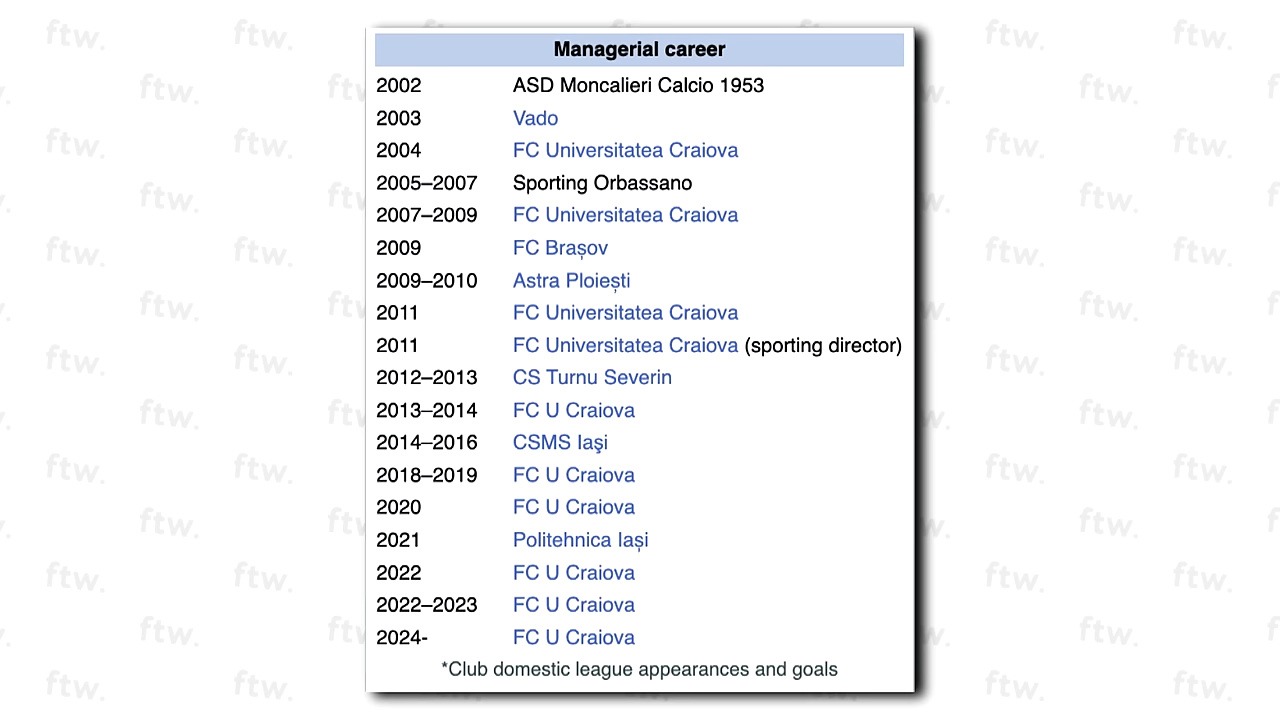 Managerial career
2002 ASD Moncalieri Calcio 1953
2003 Vado
2004 FC Universitatea Craiova
2005–2007 Sporting Orbassano
2007–2009 FC Universitatea Craiova
2009 FC Brașov
2009–2010 Astra Ploiești
2011 FC Universitatea Craiova
2011 FC Universitatea Craiova (sporting director)
2012–2013 CS Turnu Severin
2013–2014 FC U Craiova
2014–2016 CSMS Iaşi
2018–2019 FC U Craiova
2020 FC U Craiova
2021 Politehnica Iași
2022 FC U Craiova
2022–2023 FC U Craiova
2024- FC U Craiova
*Club domestic league appearances and goals
ftw.